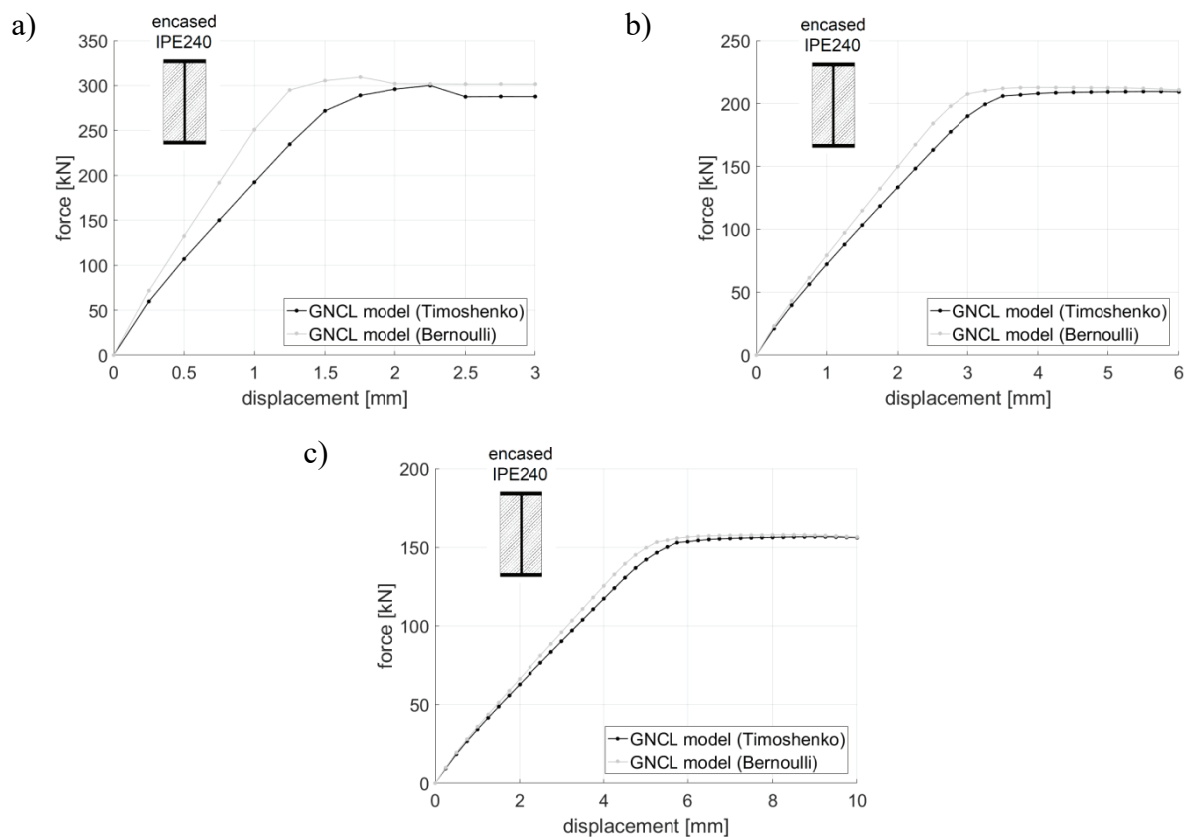 a)
encased
IPE240
350
300
250
200
150
100
50
0
force [kN]
0 0.5 1 1.5 2 2.5 3
displacement [mm]
GNCL model (Timoshenko)
GNCL model (Bernoulli)
b)
encased
IPE240
250
200
150
100
50
0
force [kN]
0 1 2 3 4 5 6
displacement [mm]
GNCL model (Timoshenko)
GNCL model (Bernoulli)
c)
encased
IPE240
200
150
100
50
0
force [kN]
0 2 4 6 8 10
displacement [mm]
GNCL model (Timoshenko)
GNCL model (Bernoulli)